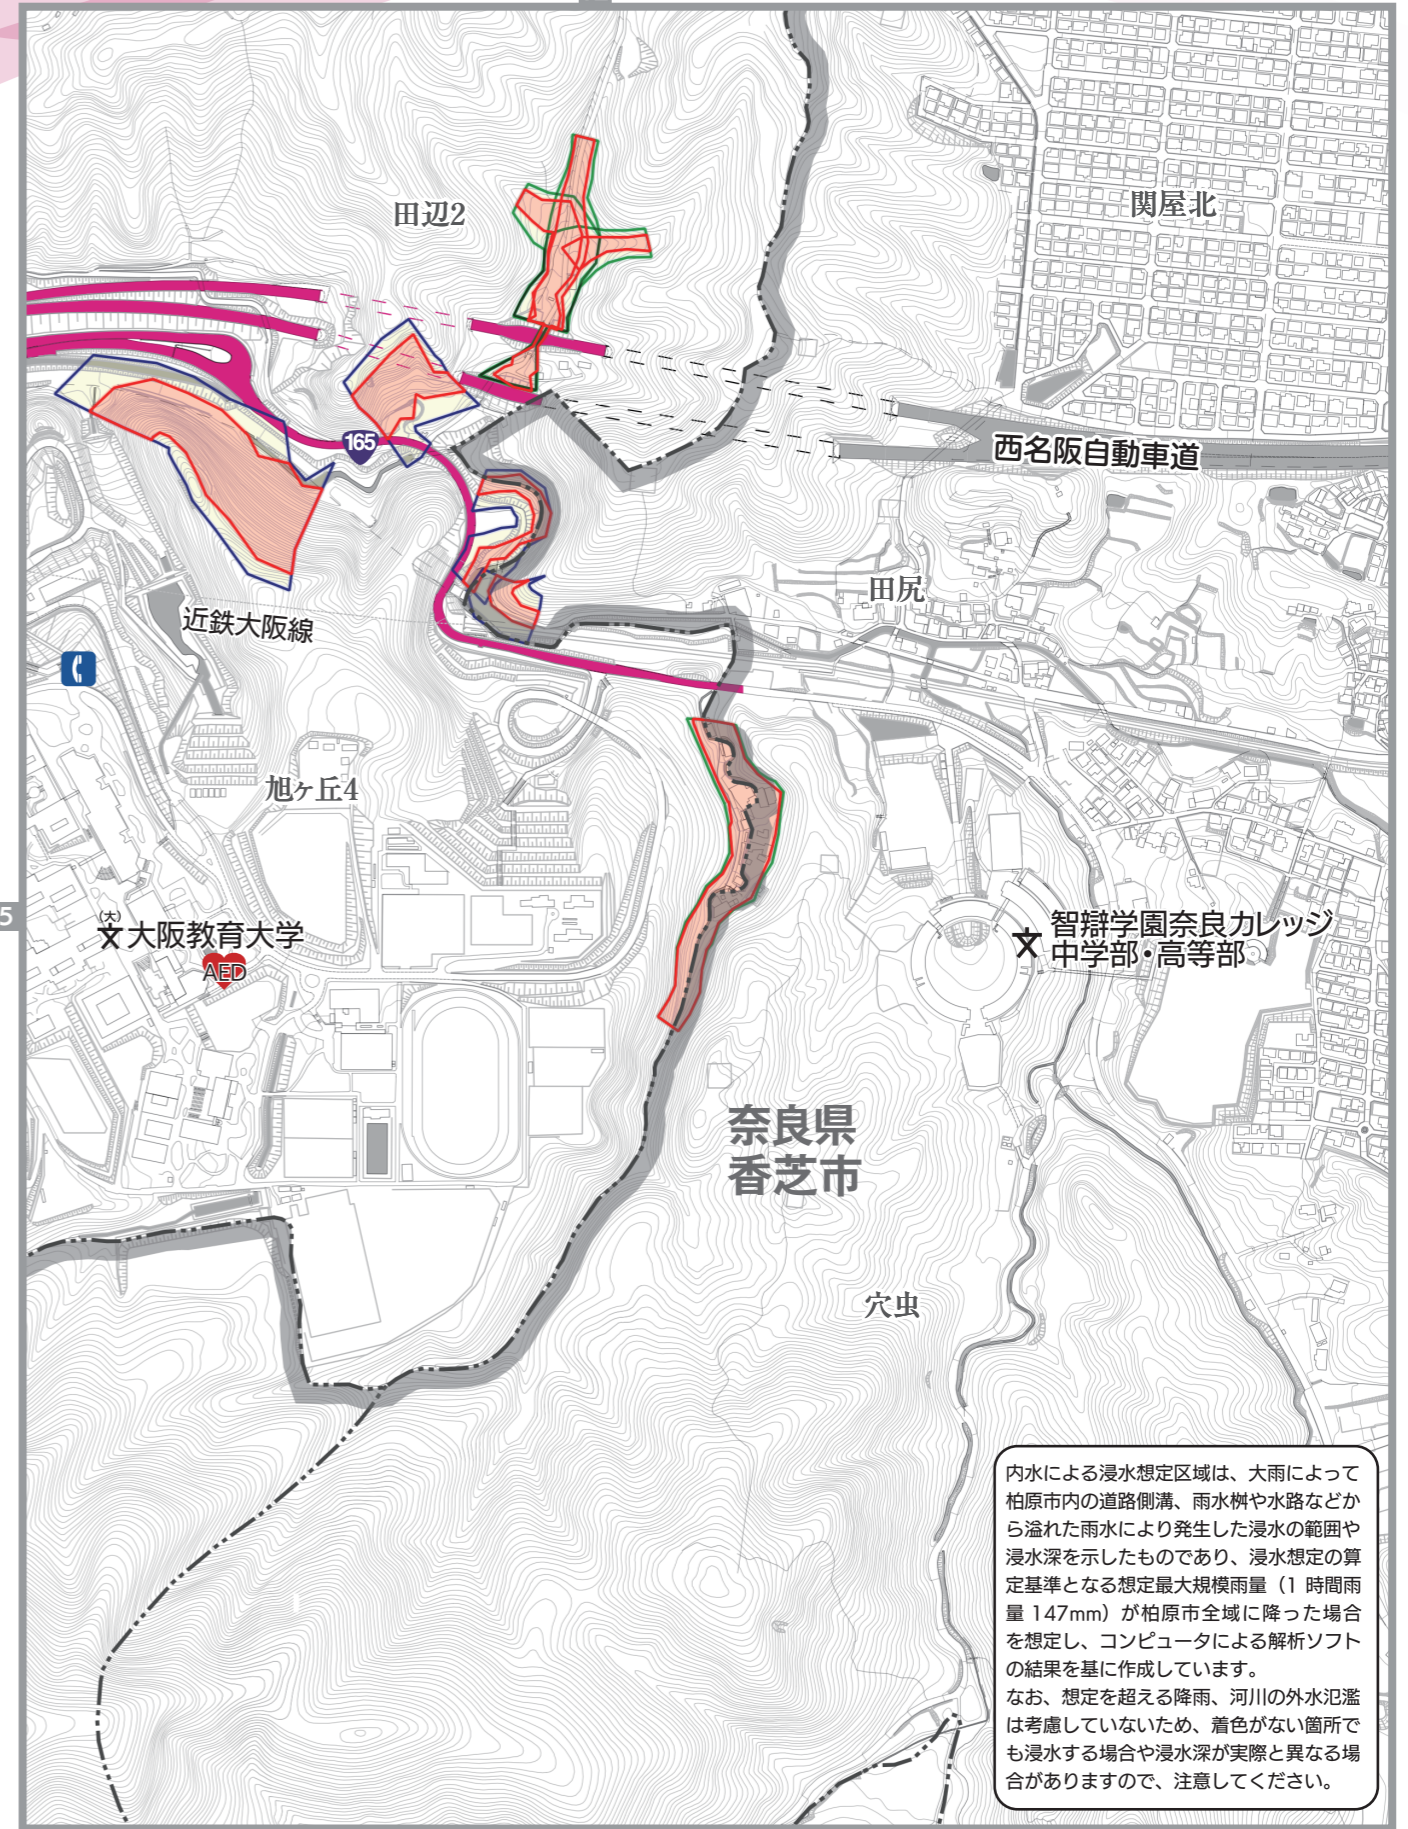 田辺2
関屋北
165
西名阪自動車道
田尻
近鉄大阪線
旭ヶ丘4
5
(大)
大阪教育大学
AED
智辯学園奈良カレッジ
中学部・高等部
奈良県
香芝市
穴虫
内水による浸水想定区域は、大雨によって
柏原市内の道路側溝、雨水桝や水路などか
ら溢れた雨水により発生した浸水の範囲や
浸水深を示したものであり、浸水想定の算
定基準となる想定最大規模雨量（1 時間雨
量 147mm）が柏原市全域に降った場合
を想定し、コンピュータによる解析ソフト
の結果を基に作成しています。
なお、想定を超える降雨、河川の外水氾濫
は考慮していないため、着色がない箇所で
も浸水する場合や浸水深が実際と異なる場
合がありますので、注意してください。